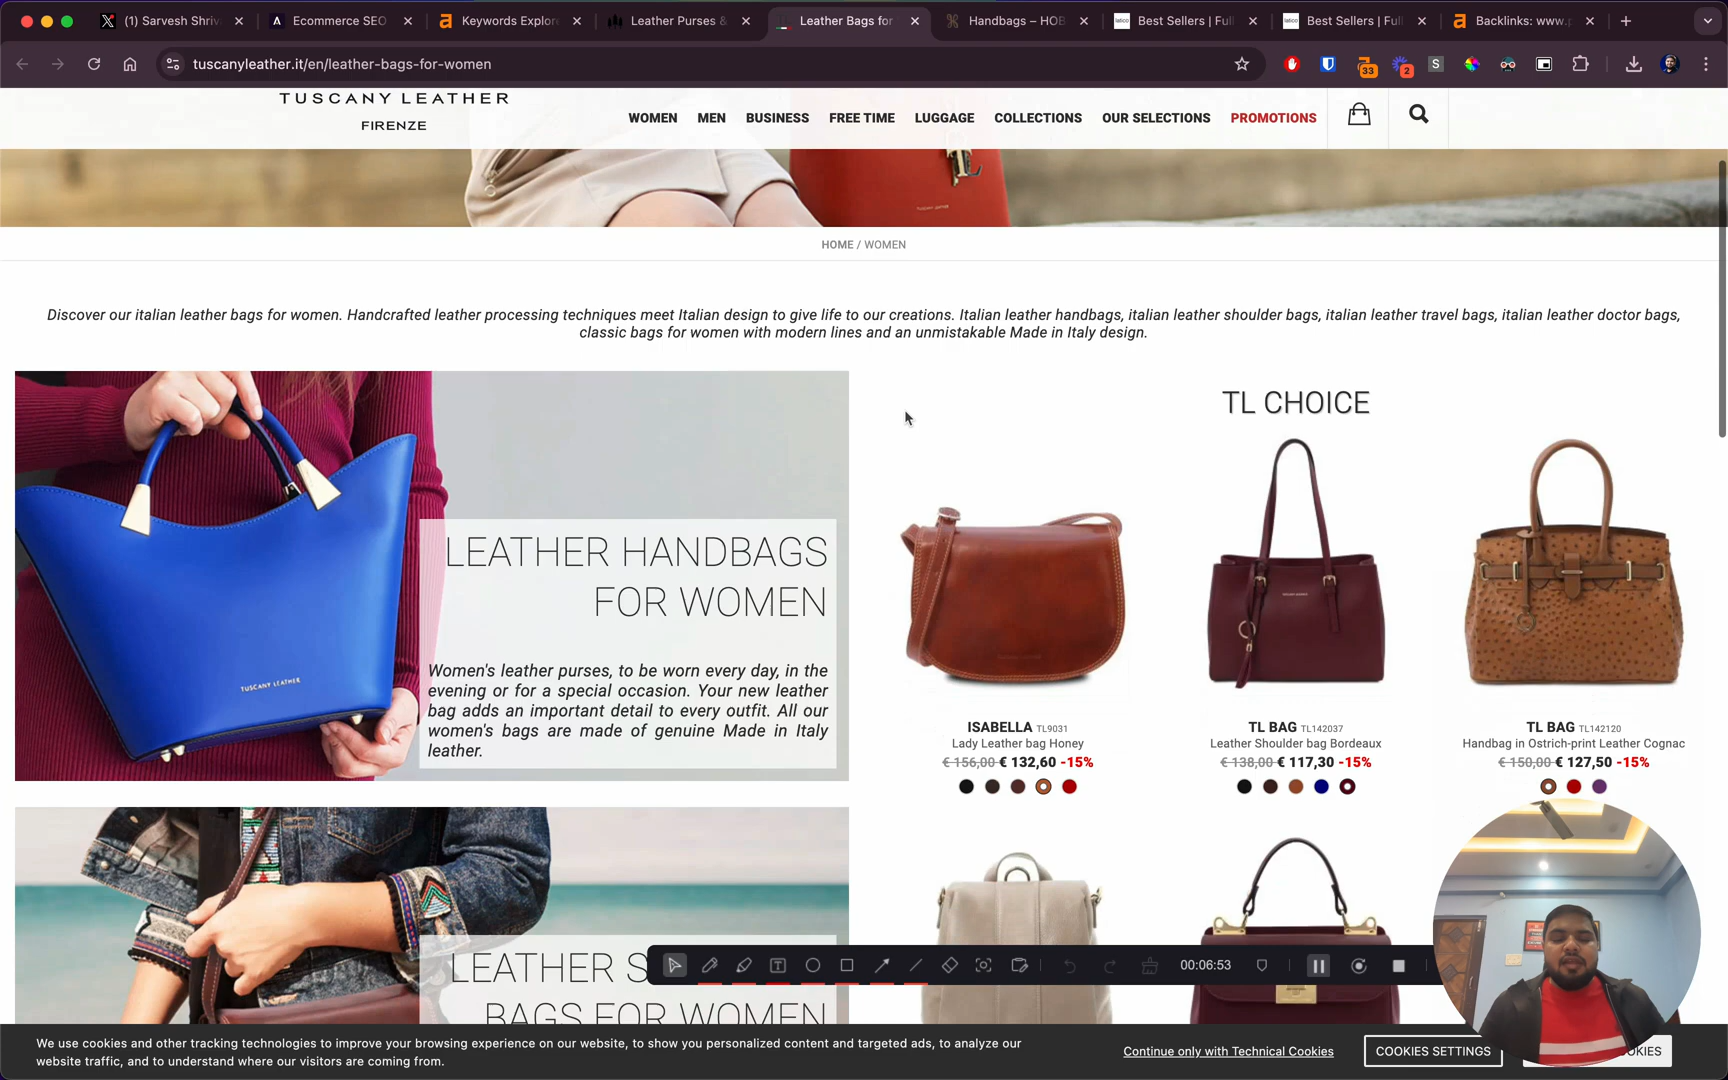 (1) Sarvesh Shriv
Ecommerce SEO
Keywords Explor
Leather Purses &
Leather Bags for
Handbags – HOB
Best Sellers | Full
Best Sellers | Full
Backlinks: www.p
tuscanyleather.it/en/leather-bags-for-women
33
2
S
TUSCANY LEATHER
FIRENZE
WOMEN MEN BUSINESS FREE TIME LUGGAGE COLLECTIONS OUR SELECTIONS PROMOTIONS
HOME / WOMEN
Discover our italian leather bags for women. Handcrafted leather processing techniques meet Italian design to give life to our creations. Italian leather handbags, italian leather shoulder bags, italian leather travel bags, italian leather doctor bags,
classic bags for women with modern lines and an unmistakable Made in Italy design.
TL CHOICE
LEATHER HANDBAGS
FOR WOMEN
Women's leather purses, to be worn every day, in the
evening or for a special occasion. Your new leather
bag adds an important detail to every outfit. All our
women's bags are made of genuine Made in Italy
leather.
TUSCANY LEATHER
ISABELLA TL9031
Lady Leather bag Honey
€ 156,00 € 132,60 -15%
TL BAG TL142037
Leather Shoulder bag Bordeaux
€ 138,00 € 117,30 -15%
TL BAG TL142120
Handbag in Ostrich-print Leather Cognac
€ 150,00 € 127,50 -15%
LEATHER S
BAGS FOR WOMEN
00:06:53
We use cookies and other tracking technologies to improve your browsing experience on our website, to show you personalized content and targeted ads, to analyze our
website traffic, and to understand where our visitors are coming from.
Continue only with Technical Cookies
COOKIES SETTINGS
OKIES